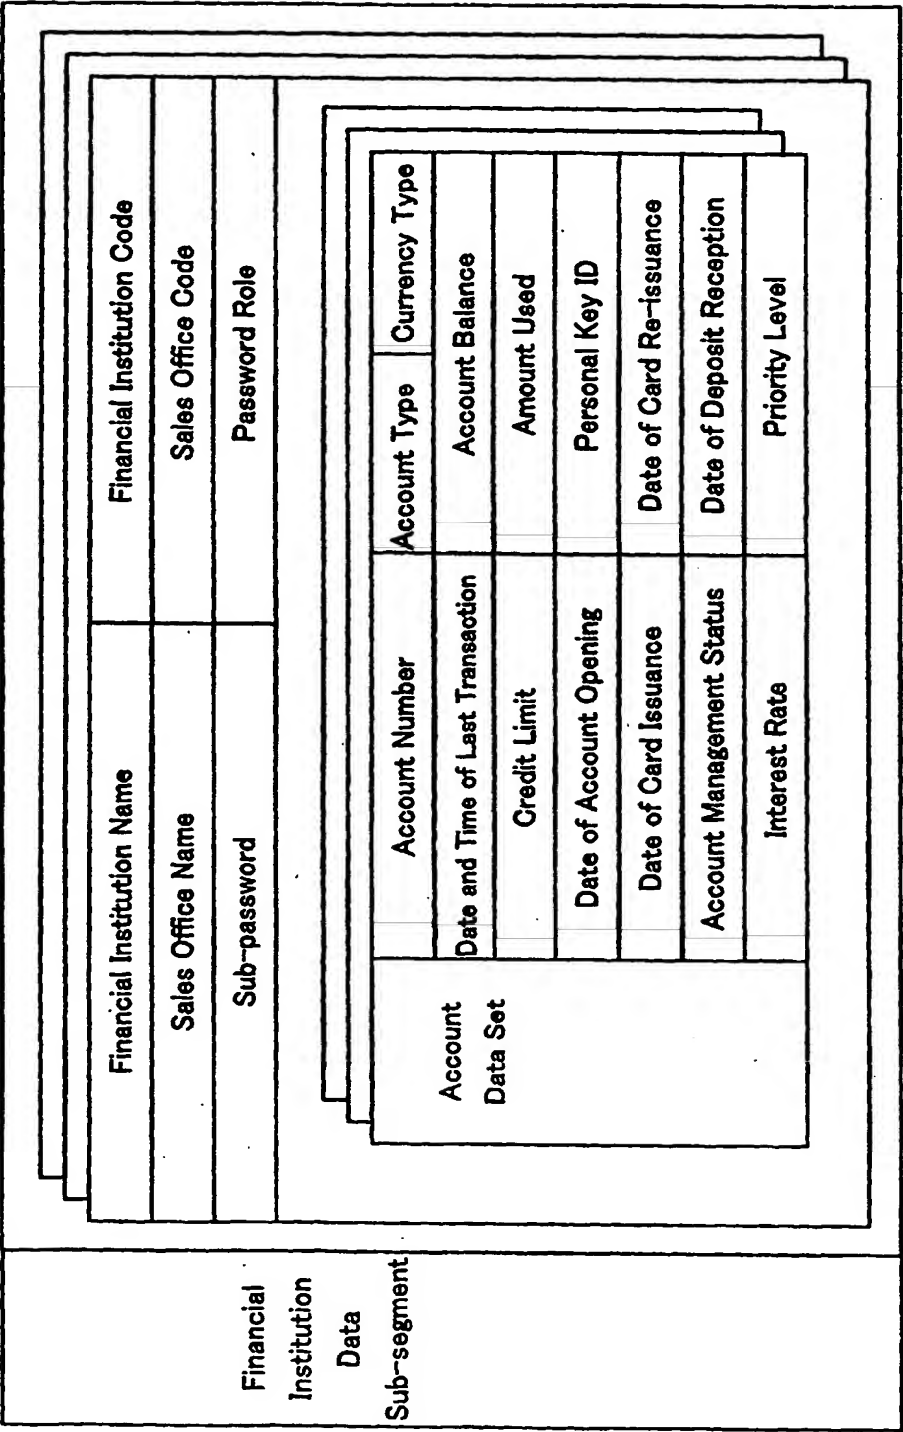 Financial
Institution
Data
Sub-segment
Financial Institution Name
Financial Institution Code
Sales Office Name
Sales Office Code
Sub-password
Password Role
Account
Data Set
Account Number
Account Type
Currency Type
Date and Time of Last Transaction
Account Balance
Credit Limit
Amount Used
Date of Account Opening
Personal Key ID
Date of Card Issuance
Date of Card Re-issuance
Account Management Status
Date of Deposit Reception
Interest Rate
Priority Level